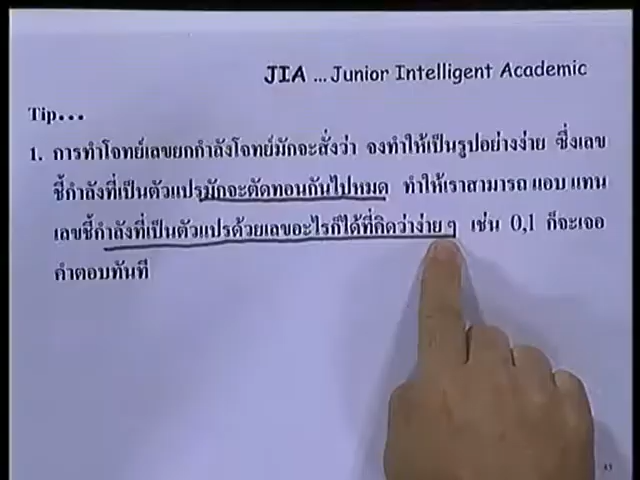 JIA ... Junior Intelligent Academic
Tip...
1. การทำโจทย์เลขยกกำลังโจทย์มักจะสั่งว่า จงทำให้เป็นรูปอย่างง่าย ซึ่งเลข
ชี้กำลังที่เป็นตัวแปรมักจะตัดทอนกันไปหมด ทำให้เราสามารถ แอบ แทน
เลขชี้กำลังที่เป็นตัวแปรด้วยเลขอะไรก็ได้ที่คิดว่าง่าย ๆ เช่น 0,1 ก็จะเจอ
คำตอบทันที